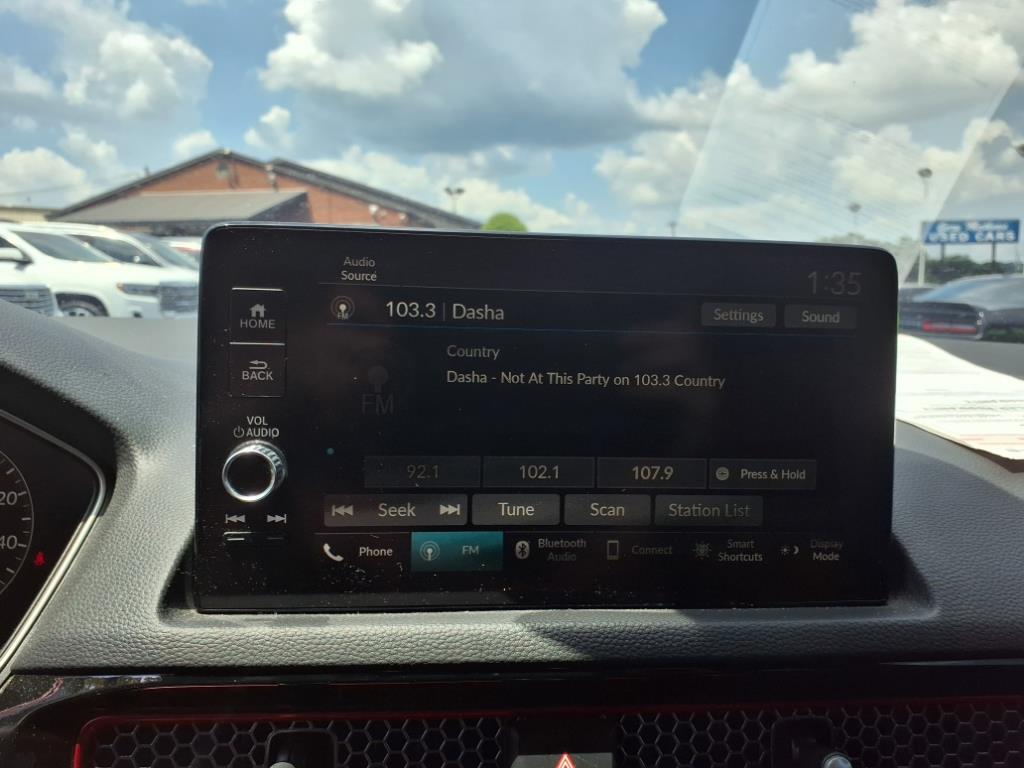 USED CARS
Audio
Source
1:35
HOME
FM
103.3 | Dasha
Settings
Sound
BACK
Country
Dasha - Not At This Party on 103.3 Country
FM
VOL
AUDIO
92.1
102.1
107.9
Press & Hold
Seek
Tune
Scan
Station List
Phone
FM
Bluetooth
Audio
Connect
Smart
Shortcuts
Display
Mode
20
40